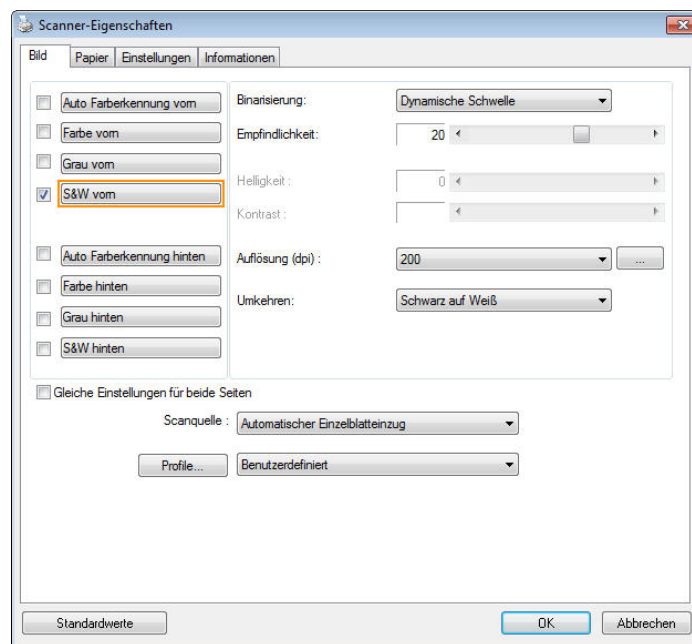 Scanner-Eigenschaften
Bild Papier Einstellungen Informationen
Auto Farberkennung vorn
Farbe vorn
Grau vorn
S&W vorn
Auto Farberkennung hinten
Farbe hinten
Grau hinten
S&W hinten
Binarisierung: Dynamische Schwelle
Empfindlichkeit: 20
Helligkeit : 0
Kontrast :
Auflösung (dpi) : 200 ...
Umkehren: Schwarz auf Weiß
Gleiche Einstellungen für beide Seiten
Scanquelle : Automatischer Einzelblatteinzug
Profile... Benutzerdefiniert
Standardwerte OK Abbrechen